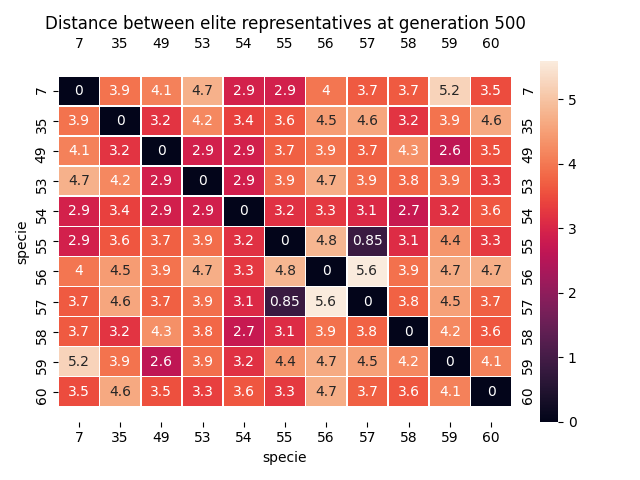 Distance between elite representatives at generation 500
7 35 49 53 54 55 56 57 58 59 60
7 0 3.9 4.1 4.7 2.9 2.9 4 3.7 3.7 5.2 3.5 7
35 3.9 0 3.2 4.2 3.4 3.6 4.5 4.6 3.2 3.9 4.6 35
49 4.1 3.2 0 2.9 2.9 3.7 3.9 3.7 4.3 2.6 3.5 49
53 4.7 4.2 2.9 0 2.9 3.9 4.7 3.9 3.8 3.9 3.3 53
54 2.9 3.4 2.9 2.9 0 3.2 3.3 3.1 2.7 3.2 3.6 54
55 2.9 3.6 3.7 3.9 3.2 0 4.8 0.85 3.1 4.4 3.3 55
56 4 4.5 3.9 4.7 3.3 4.8 0 5.6 3.9 4.7 4.7 56
57 3.7 4.6 3.7 3.9 3.1 0.85 5.6 0 3.8 4.5 3.7 57
58 3.7 3.2 4.3 3.8 2.7 3.1 3.9 3.8 0 4.2 3.6 58
59 5.2 3.9 2.6 3.9 3.2 4.4 4.7 4.5 4.2 0 4.1 59
60 3.5 4.6 3.5 3.3 3.6 3.3 4.7 3.7 3.6 4.1 0 60
7 35 49 53 54 55 56 57 58 59 60
specie
specie
5
4
3
2
1
0